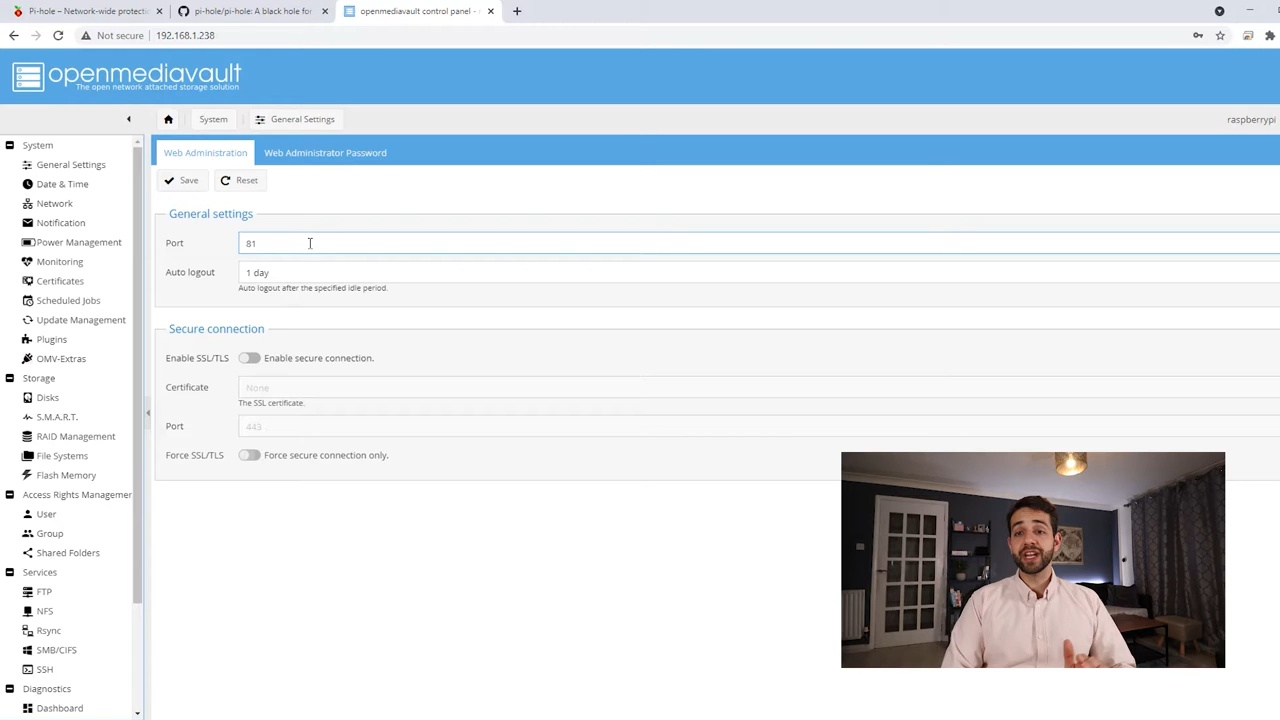 Pi-hole – Network-wide protectio
pi-hole/pi-hole: A black hole for
openmediavault control panel -
Not secure
192.168.1.238
openmediavault
The open network attached storage solution
System
General Settings
raspberrypi
System
General Settings
Date & Time
Network
Notification
Power Management
Monitoring
Certificates
Scheduled Jobs
Update Management
Plugins
OMV-Extras
Storage
Disks
S.M.A.R.T.
RAID Management
File Systems
Flash Memory
Access Rights Managemen
User
Group
Shared Folders
Services
FTP
NFS
Rsync
SMB/CIFS
SSH
Diagnostics
Dashboard
Web Administration
Web Administrator Password
Save
Reset
General settings
Port
81
Auto logout
1 day
Auto logout after the specified idle period.
Secure connection
Enable SSL/TLS
Enable secure connection.
Certificate
None
The SSL certificate.
Port
443
Force SSL/TLS
Force secure connection only.